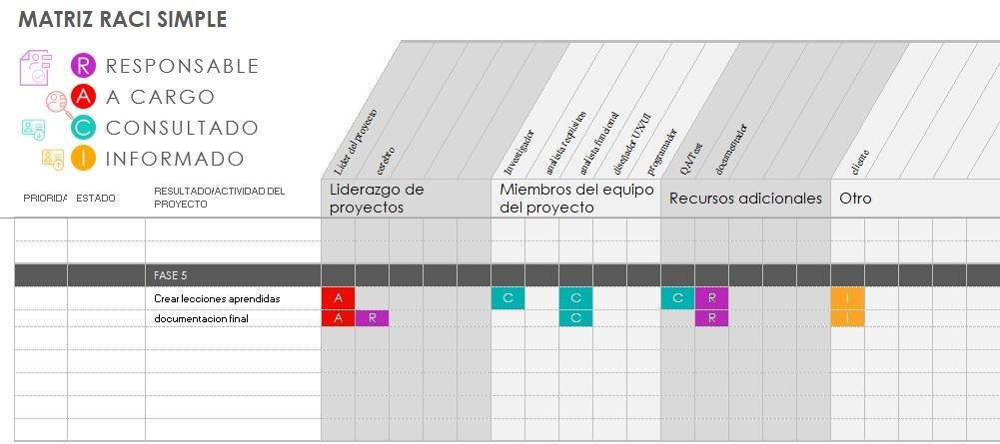 MATRIZ RACI SIMPLE
R RESPONSABLE
A A CARGO
C CONSULTADO
I INFORMADO
Líder del proyecto
cerebro
Investigador
analista requisitos
analista funcional
diseñador UX/UI
programador
QA/Test
documentador
cliente
PRIORIDA ESTADO
RESULTADO/ACTIVIDAD DEL
PROYECTO
Liderazgo de
proyectos
Miembros del equipo
del proyecto
Recursos adicionales
Otro
FASE 5
Crear lecciones aprendidas A C C C R I
documentacion final A R C R I